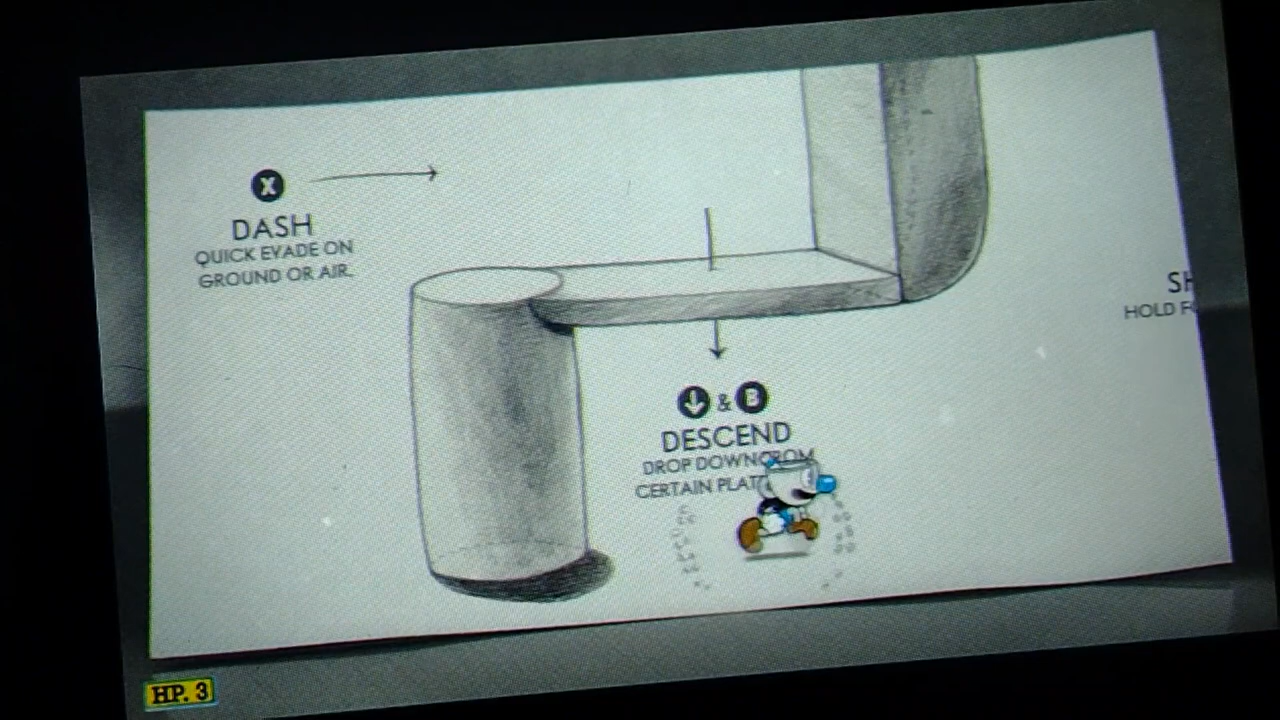 X
DASH
QUICK EVADE ON
GROUND OR AIR.
& B
DESCEND
DROP DOWN
CERTAIN
HOLD
HP. 3